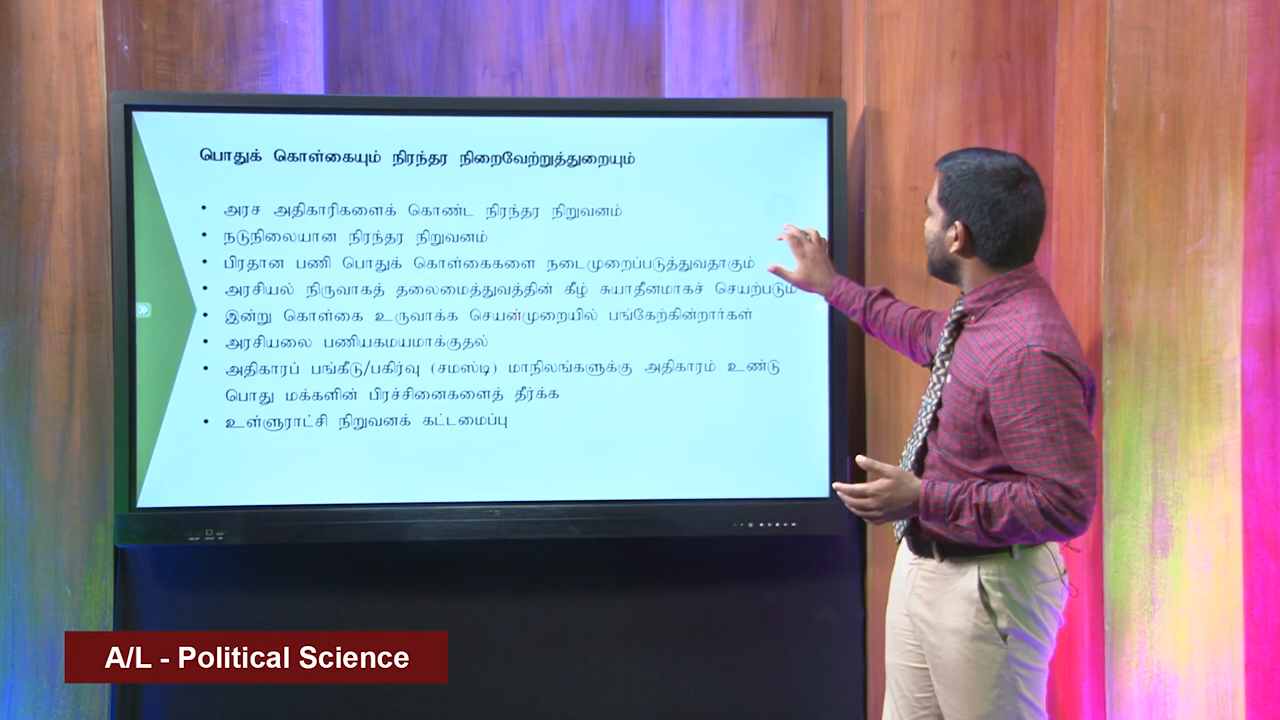 பொதுக் கொள்கையும் நிரந்தர நிறைவேற்றுத்துறையும்
• அரச அதிகாரிகளைக் கொண்ட நிரந்தர நிறுவனம்
• நடுநிலையான நிரந்தர நிறுவனம்
• பிரதான பணி பொதுக் கொள்கைகளை நடைமுறைப்படுத்துவதாகும்
• அரசியல் நிருவாகத் தலைமைத்துவத்தின் கீழ் சுயாதீனமாகச் செயற்படும்
• இன்று கொள்கை உருவாக்க செயன்முறையில் பங்கேற்கின்றார்கள்
• அரசியலை பணியகமயமாக்குதல்
• அதிகாரப் பங்கீடு/பகிர்வு (சமஸ்டி) மாநிலங்களுக்கு அதிகாரம் உண்டு
பொது மக்களின் பிரச்சினைகளைத் தீர்க்க
• உள்ளுராட்சி நிறுவனக் கட்டமைப்பு
A/L - Political Science